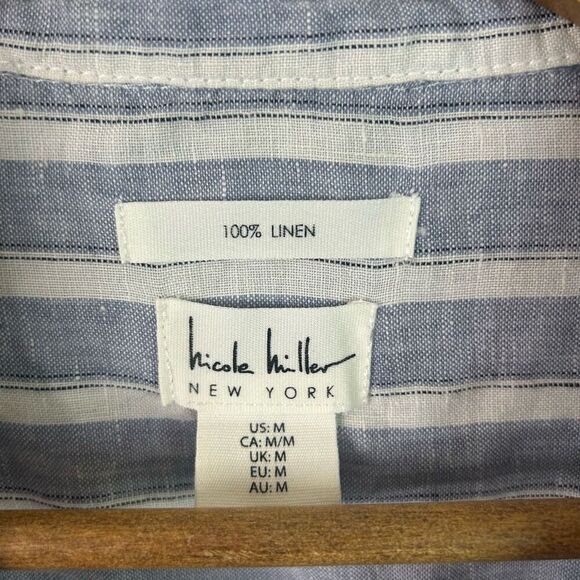 100% LINEN
Nicole Miller
NEW YORK
US: M
CA: M/M
UK: M
EU: M
AU: M